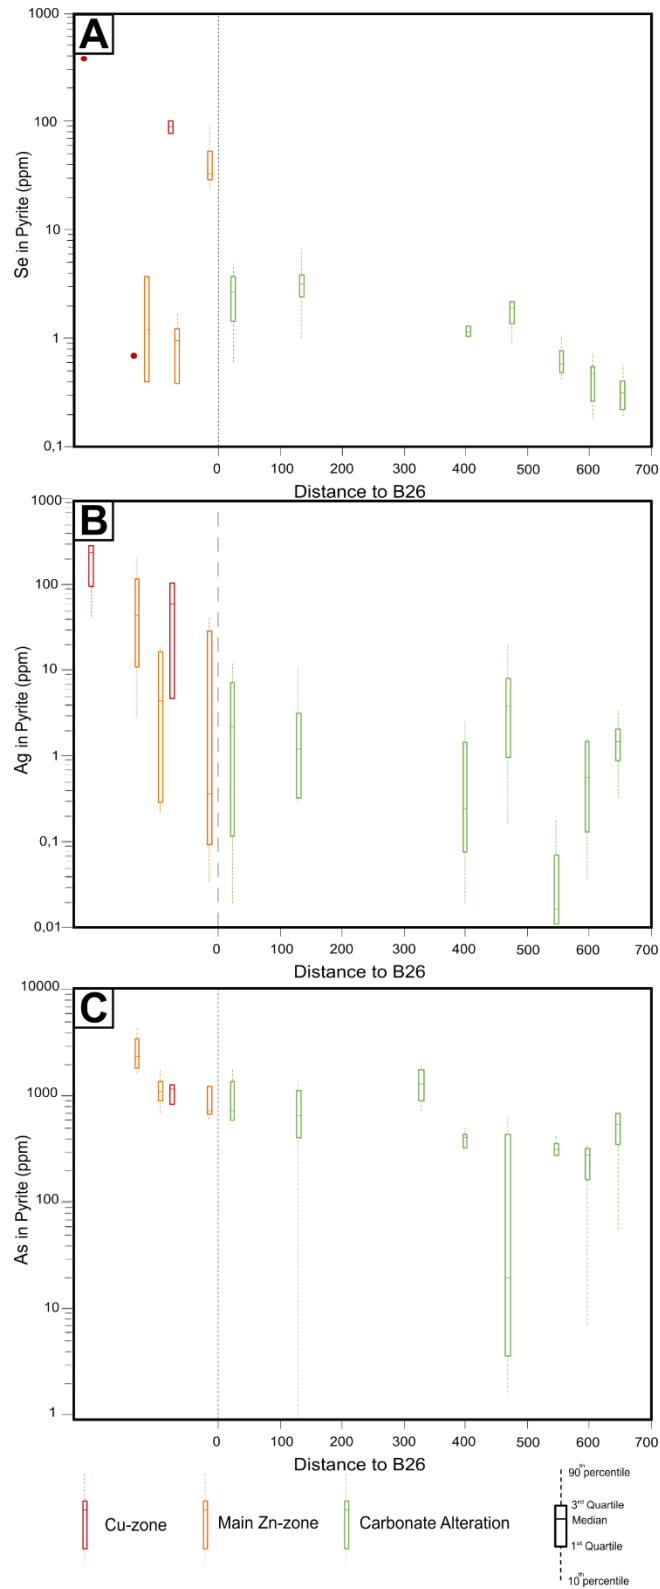 A
1000
100
10
1
0,1
Se in Pyrite (ppm)
0 100 200 300 400 500 600 700
Distance to B26
B
1000
100
10
1
0,1
0,01
Ag in Pyrite (ppm)
0 100 200 300 400 500 600 700
Distance to B26
C
10000
1000
100
10
1
As in Pyrite (ppm)
0 100 200 300 400 500 600 700
Distance to B26
Cu-zone
Main Zn-zone
Carbonate Alteration
90th percentile
3rd Quartile
Median
1st Quartile
10th percentile